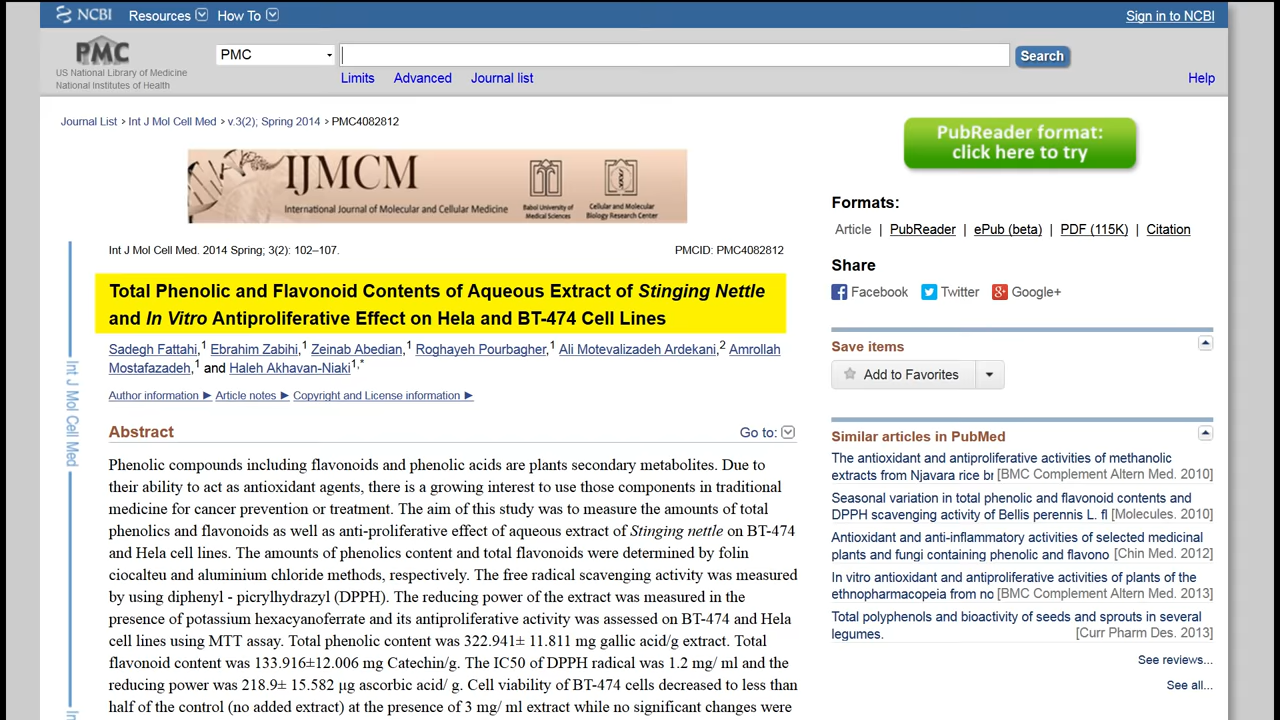 NCBI Resources How To Sign in to NCBI
PMC
US National Library of Medicine
National Institutes of Health
PMC
Search
Limits Advanced Journal list Help
Journal List > Int J Mol Cell Med > v.3(2); Spring 2014 > PMC4082812
IJMCM
International Journal of Molecular and Cellular Medicine
Babol University of
Medical Sciences
Cellular and Molecular
Biology Research Center
Int J Mol Cell Med. 2014 Spring; 3(2): 102–107. PMCID: PMC4082812
Total Phenolic and Flavonoid Contents of Aqueous Extract of Stinging Nettle
and In Vitro Antiproliferative Effect on Hela and BT-474 Cell Lines
Sadegh Fattahi,1 Ebrahim Zabihi,1 Zeinab Abedian,1 Roghayeh Pourbagher,1 Ali Motevalizadeh Ardekani,2 Amrollah
Mostafazadeh,1 and Haleh Akhavan-Niaki1,*
Author information ► Article notes ► Copyright and License information ►
Abstract Go to:
Phenolic compounds including flavonoids and phenolic acids are plants secondary metabolites. Due to
their ability to act as antioxidant agents, there is a growing interest to use those components in traditional
medicine for cancer prevention or treatment. The aim of this study was to measure the amounts of total
phenolics and flavonoids as well as anti-proliferative effect of aqueous extract of Stinging nettle on BT-474
and Hela cell lines. The amounts of phenolics content and total flavonoids were determined by folin
ciocalteu and aluminium chloride methods, respectively. The free radical scavenging activity was measured
by using diphenyl - picrylhydrazyl (DPPH). The reducing power of the extract was measured in the
presence of potassium hexacyanoferrate and its antiproliferative activity was assessed on BT-474 and Hela
cell lines using MTT assay. Total phenolic content was 322.941± 11.811 mg gallic acid/g extract. Total
flavonoid content was 133.916±12.006 mg Catechin/g. The IC50 of DPPH radical was 1.2 mg/ ml and the
reducing power was 218.9± 15.582 μg ascorbic acid/ g. Cell viability of BT-474 cells decreased to less than
half of the control (no added extract) at the presence of 3 mg/ ml extract while no significant changes were
Int J Mol Cell Med
PubReader format:
click here to try
Formats:
Article | PubReader | ePub (beta) | PDF (115K) | Citation
Share
Facebook Twitter Google+
Save items
Add to Favorites
Similar articles in PubMed
The antioxidant and antiproliferative activities of methanolic
extracts from Njavara rice br [BMC Complement Altern Med. 2010]
Seasonal variation in total phenolic and flavonoid contents and
DPPH scavenging activity of Bellis perennis L. fl [Molecules. 2010]
Antioxidant and anti-inflammatory activities of selected medicinal
plants and fungi containing phenolic and flavono [Chin Med. 2012]
In vitro antioxidant and antiproliferative activities of plants of the
ethnopharmacopeia from no [BMC Complement Altern Med. 2013]
Total polyphenols and bioactivity of seeds and sprouts in several
legumes. [Curr Pharm Des. 2013]
See reviews...
See all...